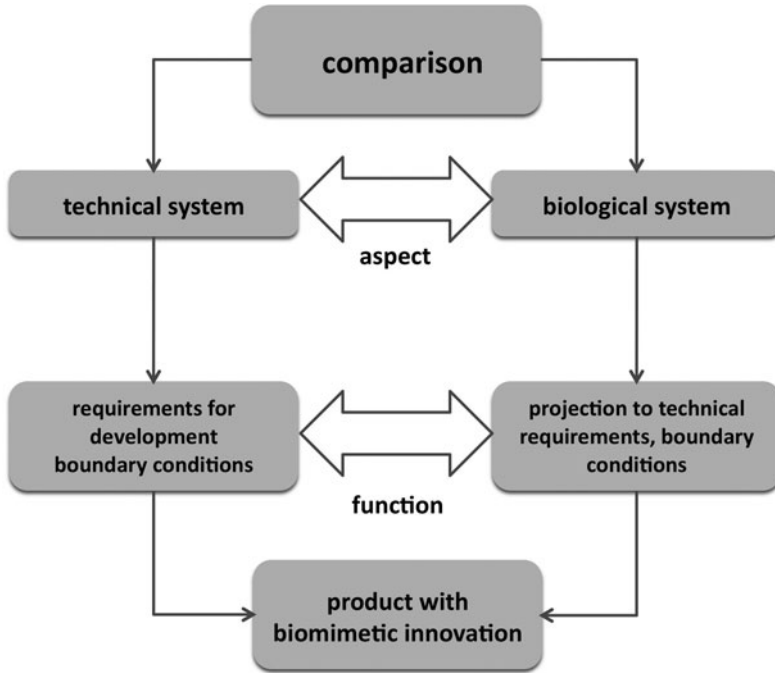 comparison
technical system
biological system
aspect
requirements for
development
boundary conditions
projection to technical
requirements, boundary
conditions
function
product with
biomimetic innovation